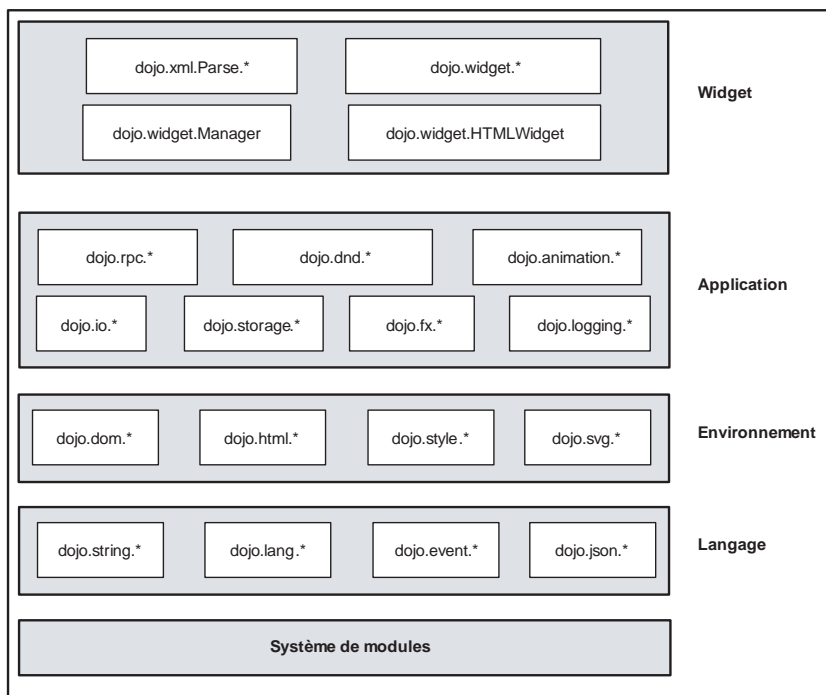 dojo.xml.Parse.*
dojo.widget.*
dojo.widget.Manager
dojo.widget.HTMLWidget
Widget
dojo.rpc.*
dojo.dnd.*
dojo.animation.*
dojo.io.*
dojo.storage.*
dojo.fx.*
dojo.logging.*
Application
dojo.dom.*
dojo.html.*
dojo.style.*
dojo.svg.*
Environnement
dojo.string.*
dojo.lang.*
dojo.event.*
dojo.json.*
Langage
Système de modules